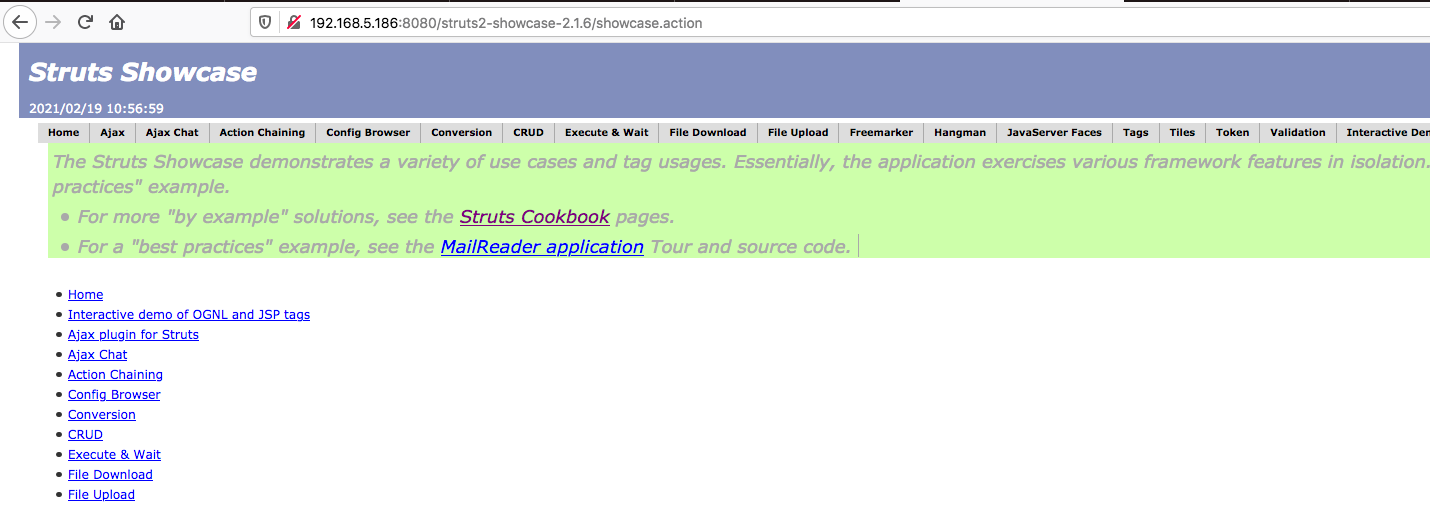 192.168.5.186:8080/struts2-showcase-2.1.6/showcase.action
Struts Showcase
2021/02/19 10:56:59
Home Ajax Ajax Chat Action Chaining Config Browser Conversion CRUD Execute & Wait File Download File Upload Freemarker Hangman JavaServer Faces Tags Tiles Token Validation Interactive Den
The Struts Showcase demonstrates a variety of use cases and tag usages. Essentially, the application exercises various framework features in isolation.
practices" example.
• For more "by example" solutions, see the Struts Cookbook pages.
• For a "best practices" example, see the MailReader application Tour and source code.
• Home
• Interactive demo of OGNL and JSP tags
• Ajax plugin for Struts
• Ajax Chat
• Action Chaining
• Config Browser
• Conversion
• CRUD
• Execute & Wait
• File Download
• File Upload